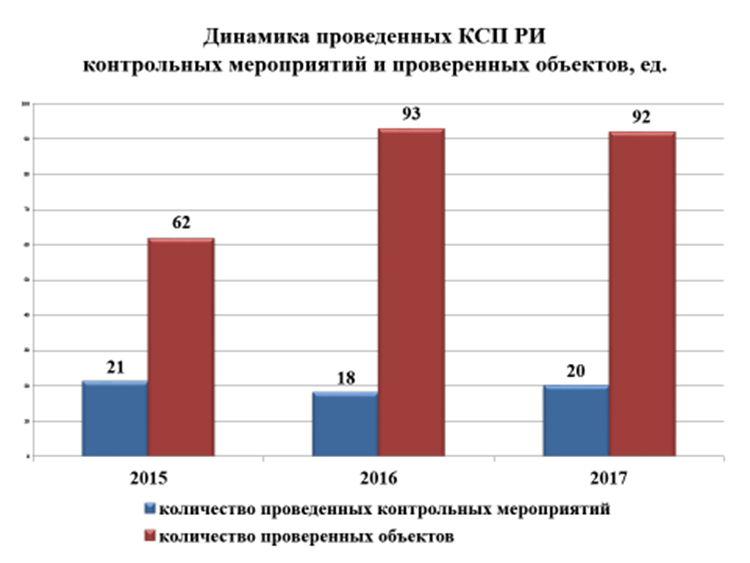 Динамика проведенных КСП РИ
контрольных мероприятий и проверенных объектов, ед.
93
92
62
21
18
20
2015 2016 2017
количество проведенных контрольных мероприятий
количество проверенных объектов